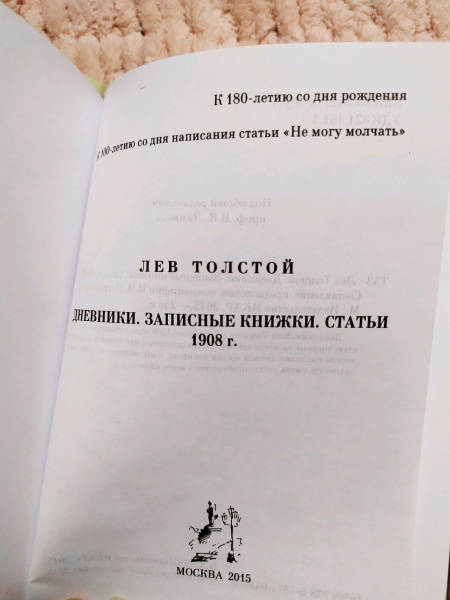 К 180-летию со дня рождения
К 100-летию со дня написания статьи «Не могу молчать»
ЛЕВ ТОЛСТОЙ
ДНЕВНИКИ. ЗАПИСНЫЕ КНИЖКИ. СТАТЬИ
1908 г.
МОСКВА 2015